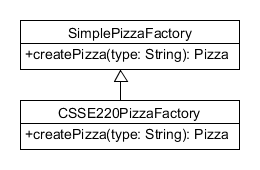 SimplePizzaFactory
+createPizza(type: String): Pizza
CSSE220PizzaFactory
+createPizza(type: String): Pizza